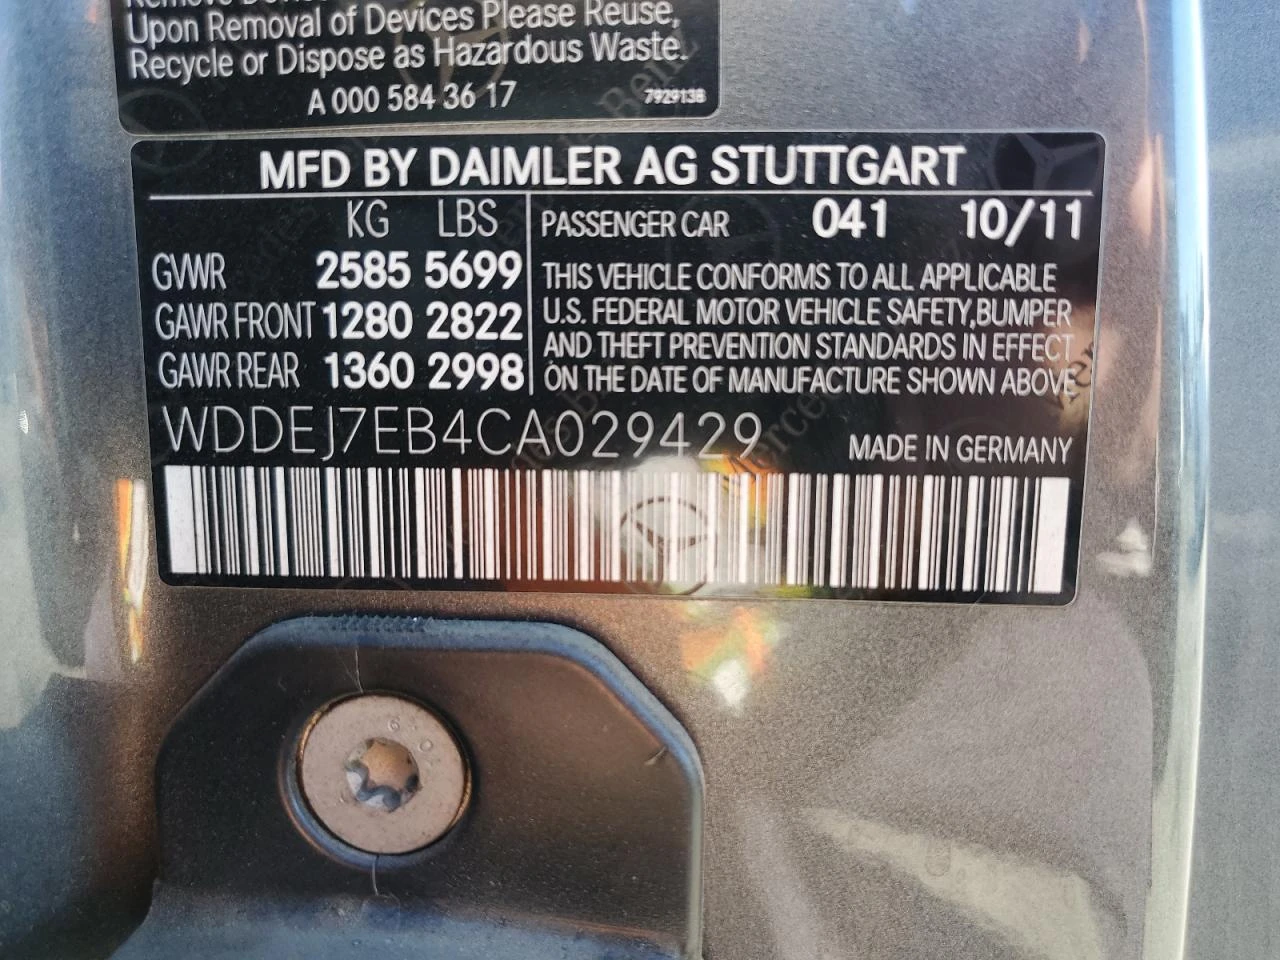 Upon Removal of Devices Please Reuse,
Recycle or Dispose as Hazardous Waste.
A 000 584 36 17
7929138
MFD BY DAIMLER AG STUTTGART
KG LBS
GVWR 2585 5699
GAWR FRONT 1280 2822
GAWR REAR 1360 2998
PASSENGER CAR 041 10/11
THIS VEHICLE CONFORMS TO ALL APPLICABLE
U.S. FEDERAL MOTOR VEHICLE SAFETY,BUMPER
AND THEFT PREVENTION STANDARDS IN EFFECT
ON THE DATE OF MANUFACTURE SHOWN ABOVE
WDDEJ7EB4CA029429
MADE IN GERMANY